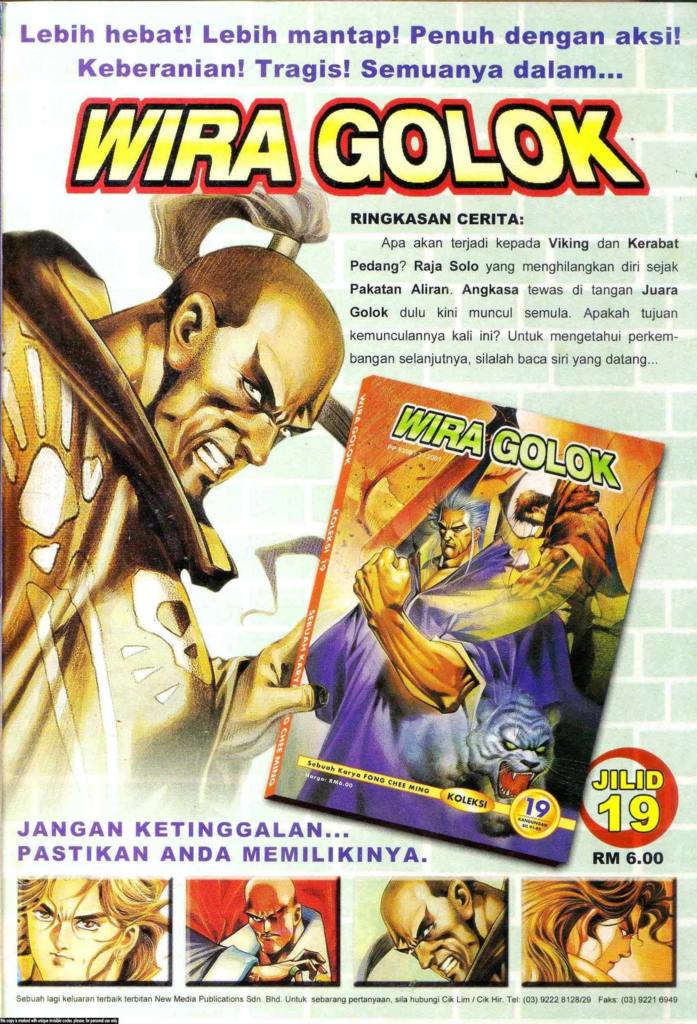 Lebih hebat! Lebih mantap! Penuh dengan aksi!
Keberanian! Tragis! Semuanya dalam...
WIRA GOLOK
RINGKASAN CERITA:
Apa akan terjadi kepada Viking dan Kerabat
Pedang? Raja Solo yang menghilangkan diri sejak
Pakatan Aliran. Angkasa tewas di tangan Juara
Golok dulu kini muncul semula. Apakah tujuan
kemunculannya kali ini? Untuk mengetahui perkem-
bangan selanjutnya, silalah baca siri yang datang...
WIRA GOLOK
WIRA GOLOK
KOLEKSI 19
Sebuah Karya FONG CHEE MING
Harga: RM6.00
KOLEKSI
19
JILID
19
RM 6.00
JANGAN KETINGGALAN...
PASTIKAN ANDA MEMILIKINYA.
Sebuah lagi keluaran terbaik terbitan New Media Publications Sdn. Bhd. Untuk sebarang pertanyaan, sila hubungi Cik Lim / Cik Hir. Tel: (03) 9222 8128/29 Faks: (03) 9221 6949